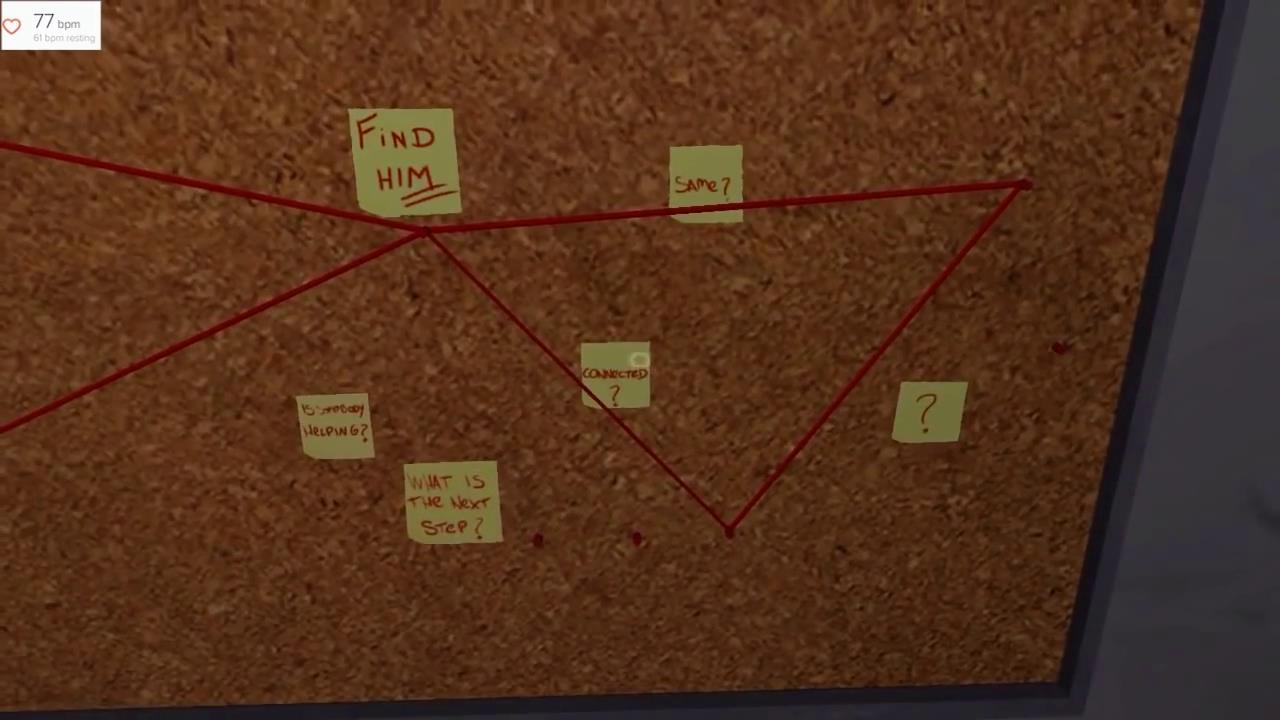 77 bpm
61 bpm resting
FiND
HIM
SAMe?
CONNECTED
?
IS SOMEBODY
HeLPING?
?
WHAT IS
THe NexT
STeP?